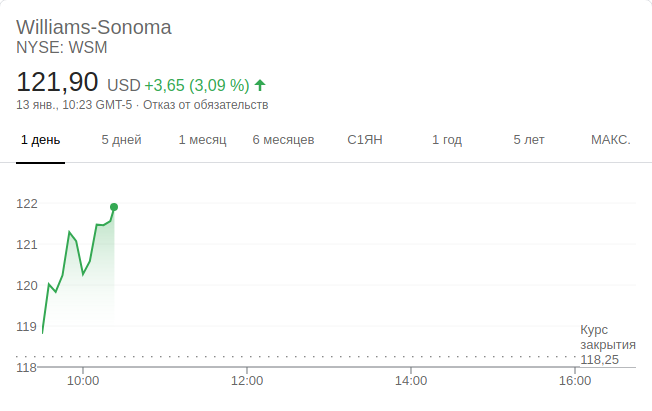 Williams-Sonoma
NYSE: WSM
121,90 USD +3,65 (3,09 %)
13 янв., 10:23 GMT-5 · Отказ от обязательств
1 день 5 дней 1 месяц 6 месяцев С1ЯН 1 год 5 лет МАКС.
122
121
120
119
118
Курс
закрытия
118,25
10:00 12:00 14:00 16:00